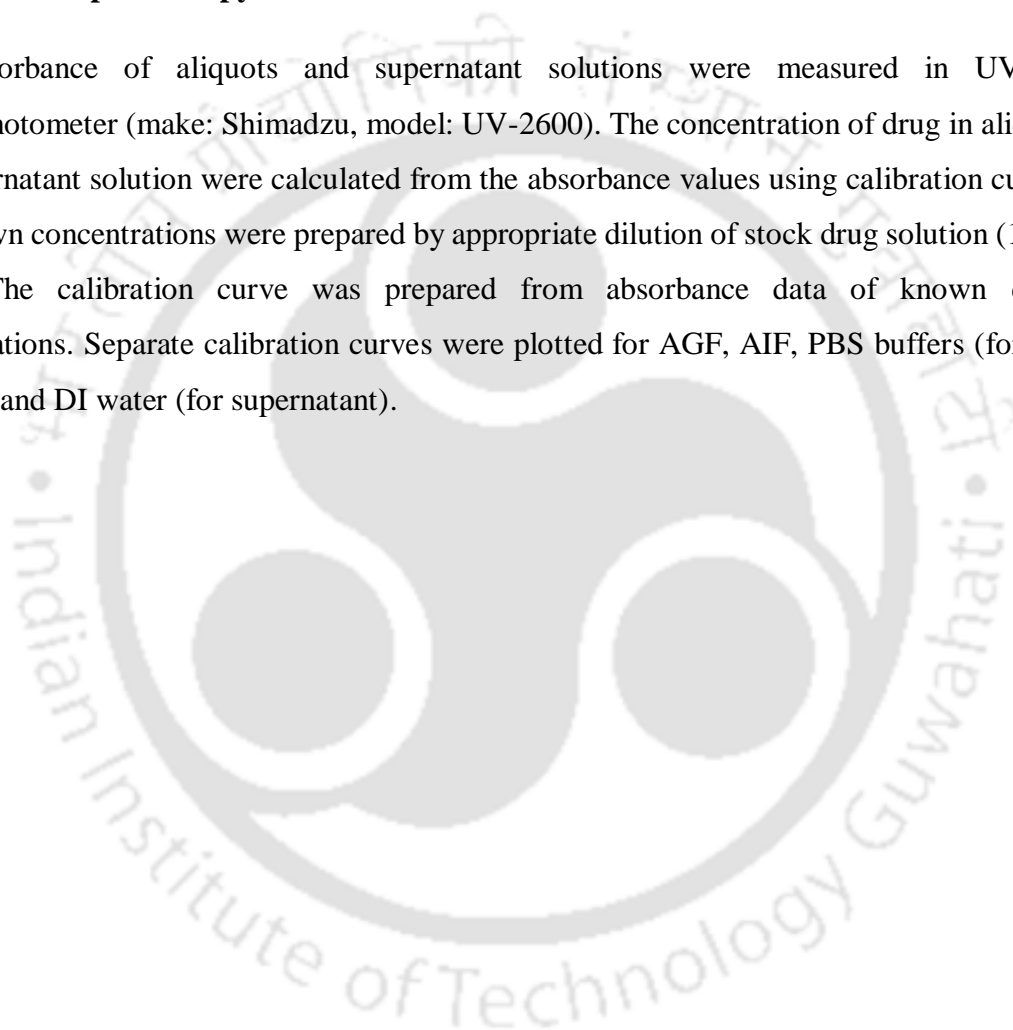 orbance of aliquots and supernatant solutions were measured in UV
notometer (make: Shimadzu, model: UV-2600). The concentration of drug in ali
rnatant solution were calculated from the absorbance values using calibration cu
wn concentrations were prepared by appropriate dilution of stock drug solution (1
The calibration curve was prepared from absorbance data of known
ations. Separate calibration curves were plotted for AGF, AIF, PBS buffers (for
and DI water (for supernatant).
Indian Institute of Technology Guwahati